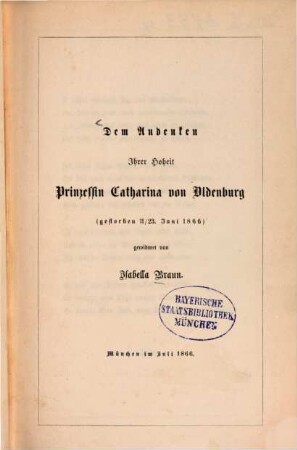 Dem Andenken
Ihrer Hoheit
Prinzessin Catharina von Oldenburg
(gestorben 11/23. Juni 1866)
gewidmet von
Isabella Braun.
BAYERISCHE
STAATSBIBLIOTHEK
MÜNCHEN
München im Juli 1866.